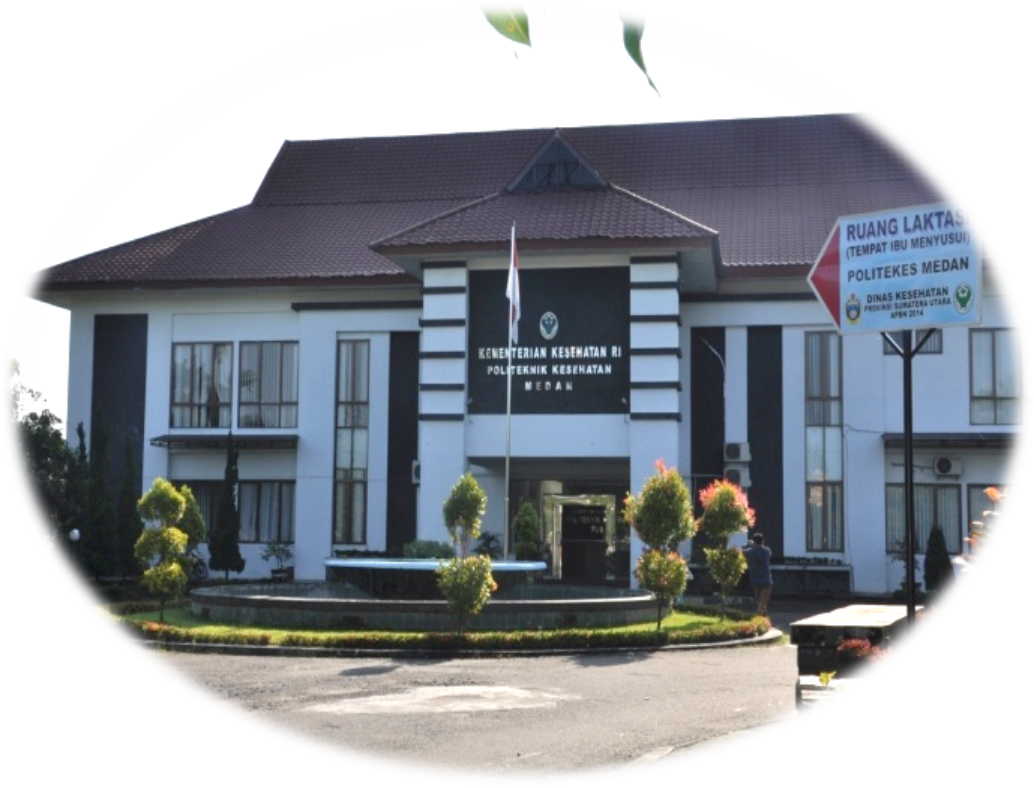 KEMENTERIAN KESEHATAN RI
POLITEKNIK KESEHATAN
MEDAN
RUANG LAKTASI
(TEMPAT IBU MENYUSUI)
POLITEKES MEDAN
DINAS KESEHATAN
PROVINSI SUMATERA UTARA
APBN 2014